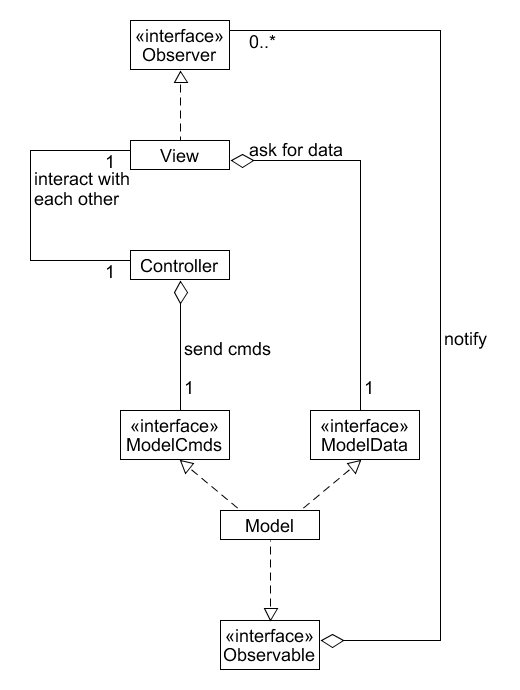 «interface»
Observer
0..*
View
ask for data
1
interact with
each other
Controller
1
notify
send cmds
1
1
«interface»
ModelCmds
«interface»
ModelData
Model
«interface»
Observable